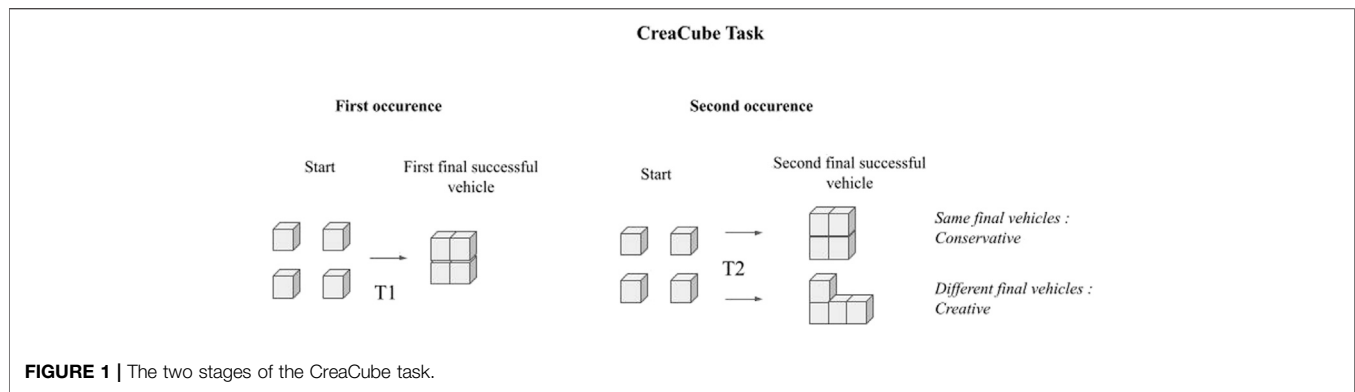 CreaCube Task
First occurence
Second occurence
Start
First final successful
vehicle
T1
Start
Second final successful
vehicle
T2
Same final vehicles :
Conservative
Different final vehicles :
Creative
FIGURE 1 | The two stages of the CreaCube task.